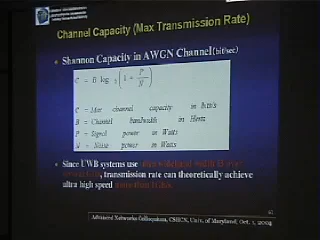 Channel Capacity (Max Transmission Rate)
Shannon Capacity in AWGN Channel(bit/sec)
C = B log 2 ( 1 + P / N )
C = Max channel capacity in bits/s
B = Channel bandwidth in Hertz
P = Signal power in Watts
N = Noise power in Watts
Since UWB systems use
transmission rate can theoretically achieve
ultra high speed
Advanced Networks Colloquium, CSHCN, Univ. of Maryland, Oct. 1, 2004